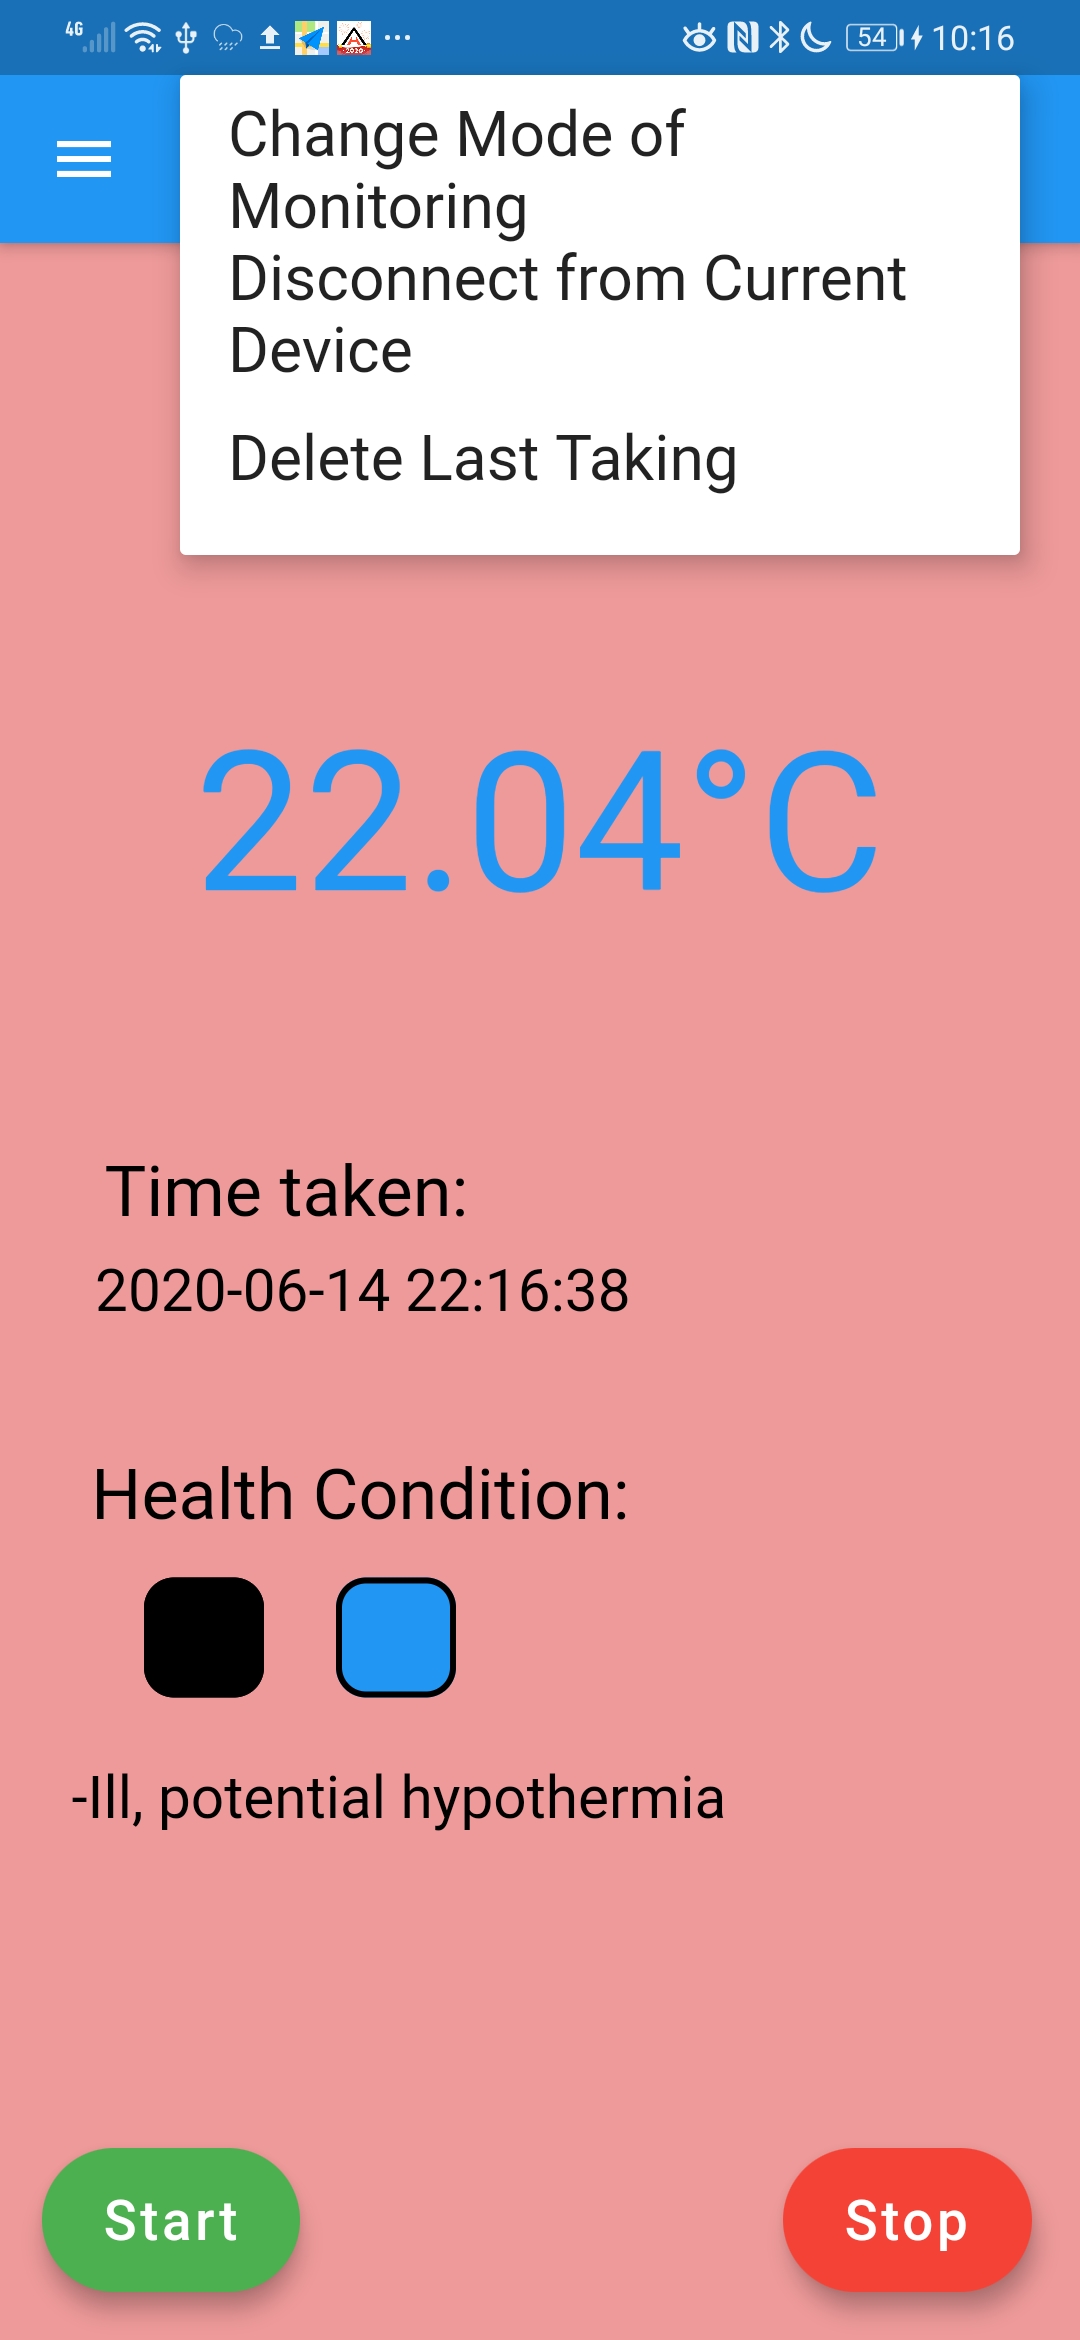 4G
2020
54
10:16
Change Mode of
Monitoring
Disconnect from Current
Device
Delete Last Taking
22.04°C
Time taken:
2020-06-14 22:16:38
Health Condition:
-Ill, potential hypothermia
Start
Stop